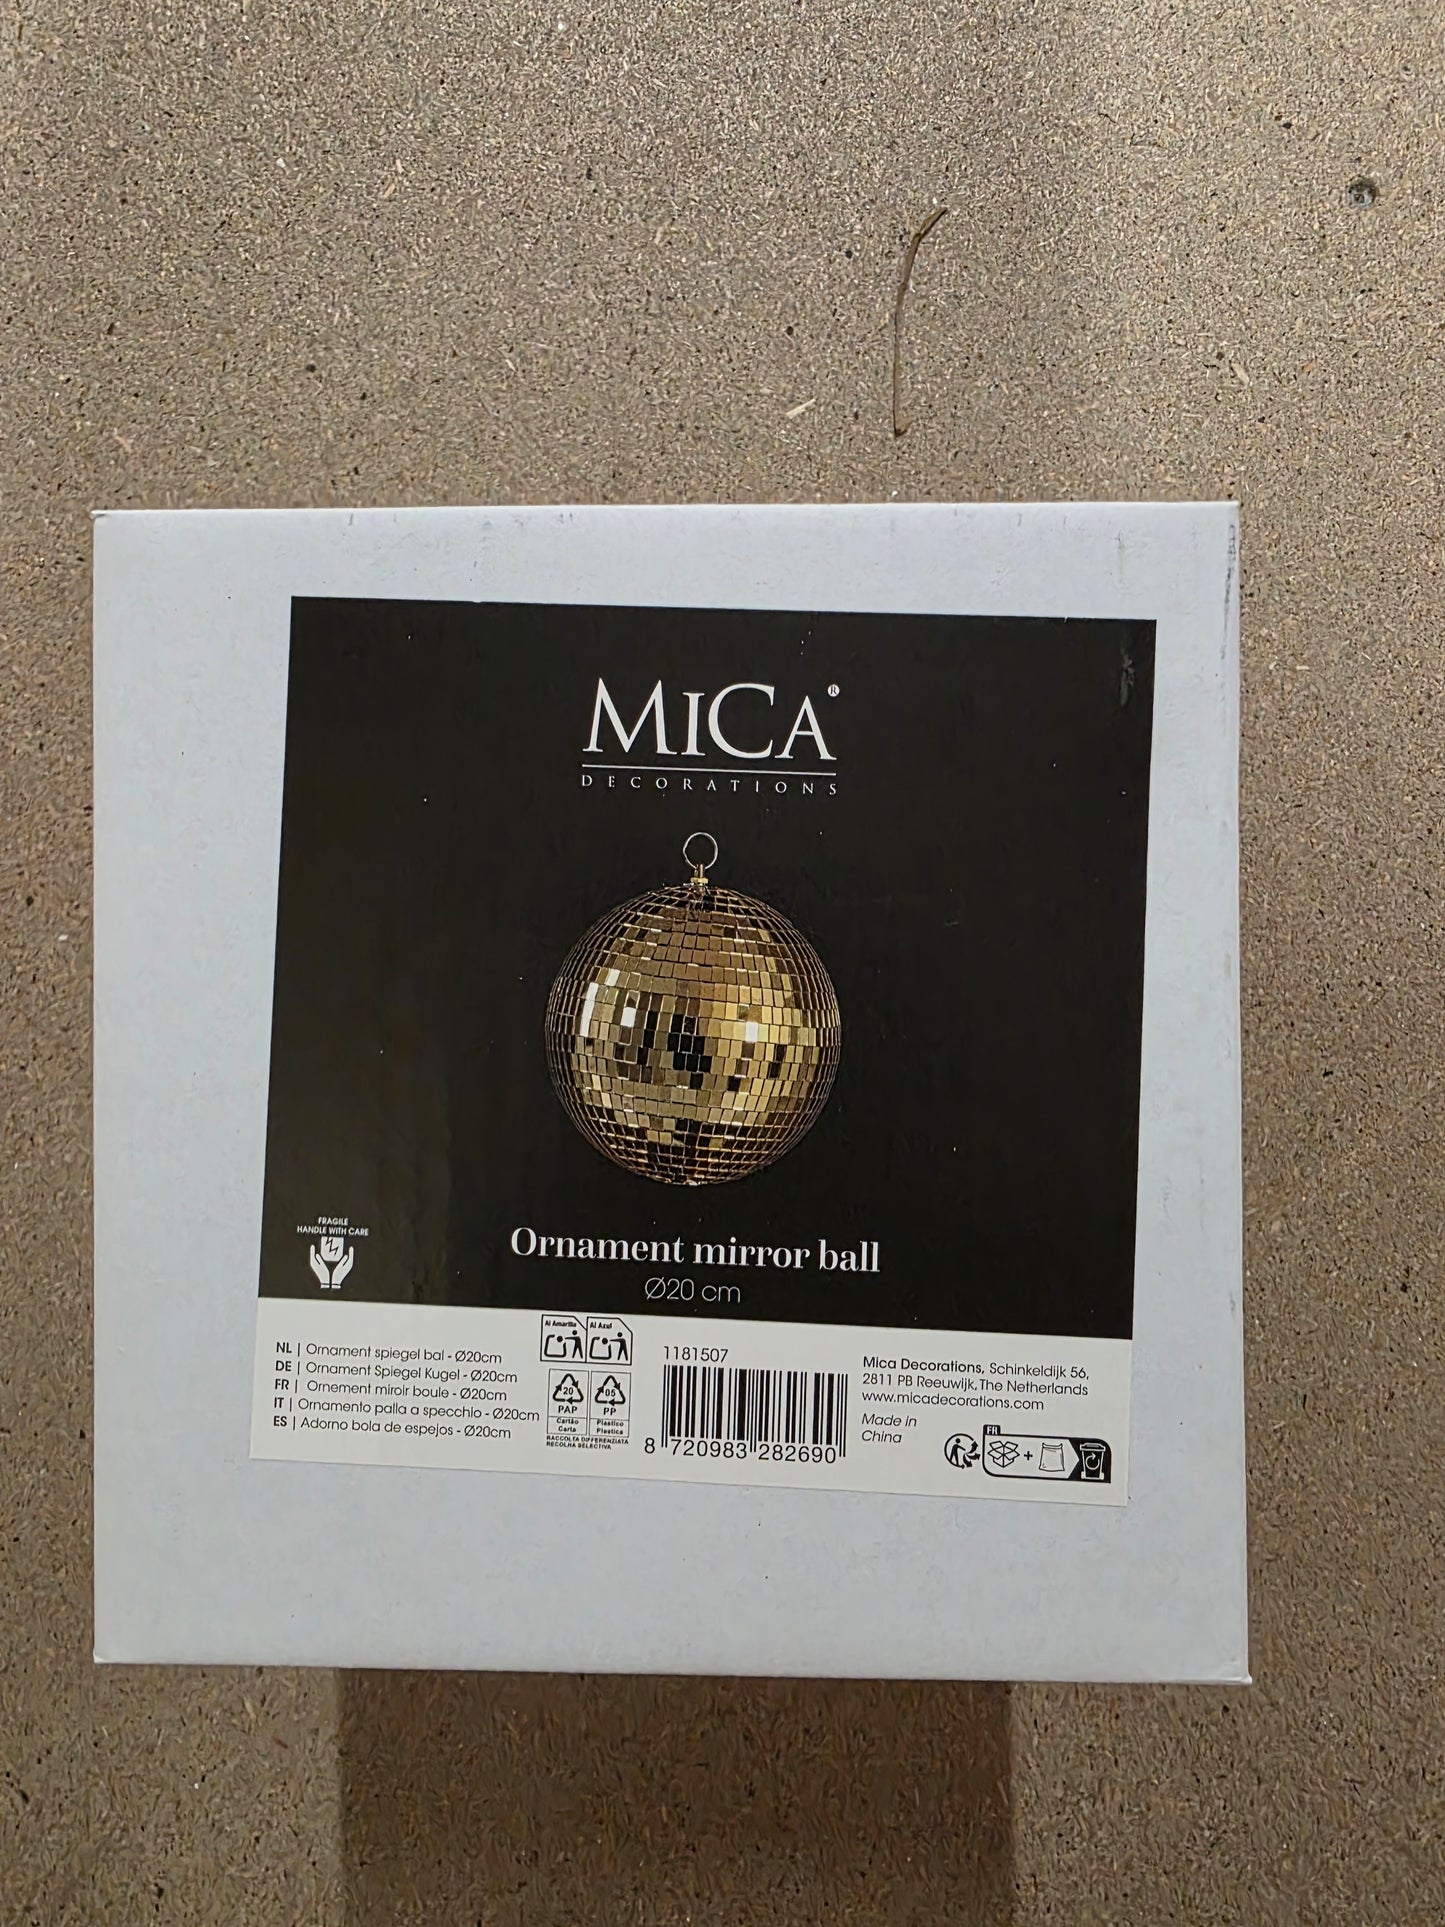 MiCA®
DECORATIONS
FRAGILE
HANDLE WITH CARE
Ornament mirror ball
Ø20 cm
NL | Ornament spiegel bal - Ø20cm
DE | Ornament Spiegel Kugel - Ø20cm
FR | Ornement miroir boule - Ø20cm
IT | Ornamento palla a specchio - Ø20cm
ES | Adorno bola de espejos - Ø20cm
Al Amarillo
Al Azul
20
PAP
Cartão
Carta
05
PP
Plastico
Plastica
RACCOLTA DIFFERENZIATA
RECOLHA SELECTIVA
1181507
8 720983 282690
Mica Decorations, Schinkeldijk 56,
2811 PB Reeuwijk, The Netherlands
www.micadecorations.com
Made in
China
FR
+